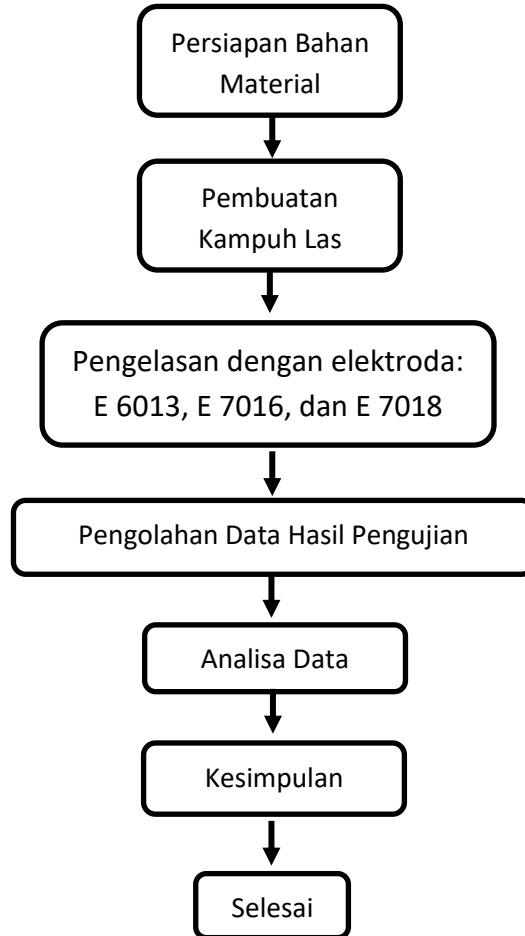 Persiapan Bahan
Material
Pembuatan
Kampuh Las
Pengelasan dengan elektroda:
E 6013, E 7016, dan E 7018
Pengolahan Data Hasil Pengujian
Analisa Data
Kesimpulan
Selesai